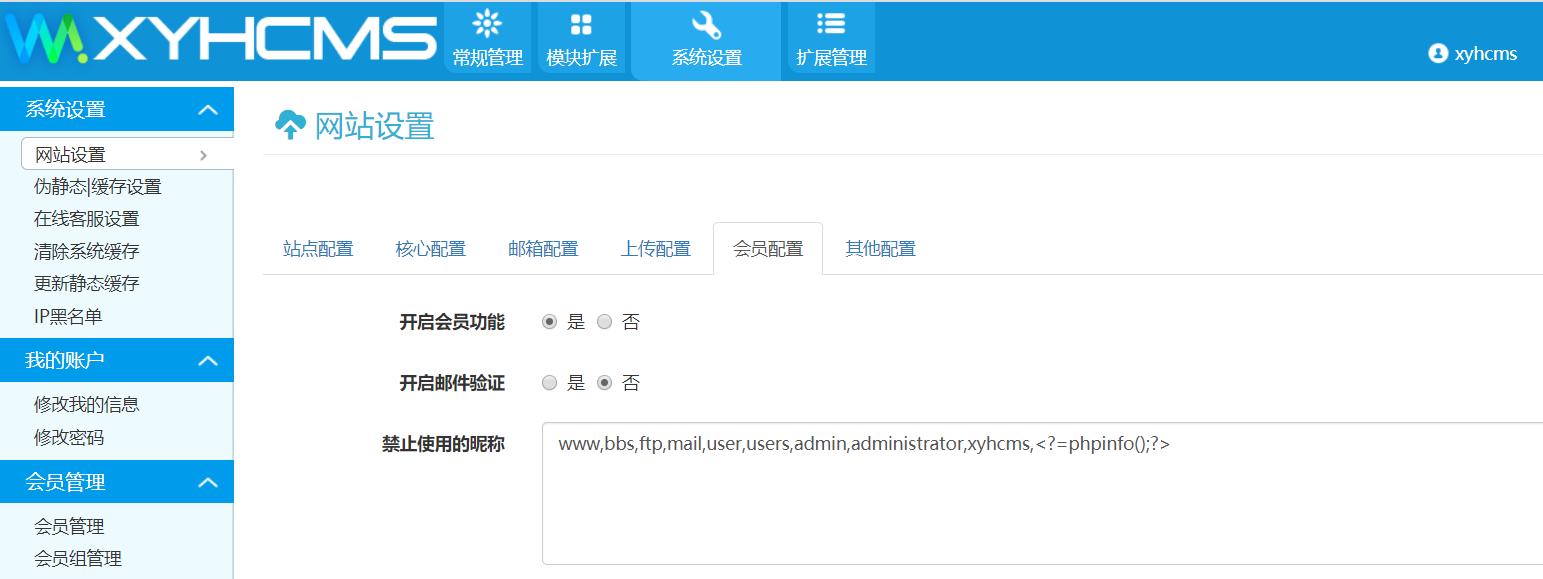 XYHCMS
常规管理
模块扩展
系统设置
扩展管理
xyhcms
系统设置
网站设置
伪静态|缓存设置
在线客服设置
清除系统缓存
更新静态缓存
IP黑名单
我的账户
修改我的信息
修改密码
会员管理
会员管理
会员组管理
网站设置
站点配置 核心配置 邮箱配置 上传配置 会员配置 其他配置
开启会员功能 是 否
开启邮件验证 是 否
禁止使用的昵称 www,bbs,ftp,mail,user,users,admin,administrator,xyhcms,<?=phpinfo();?>